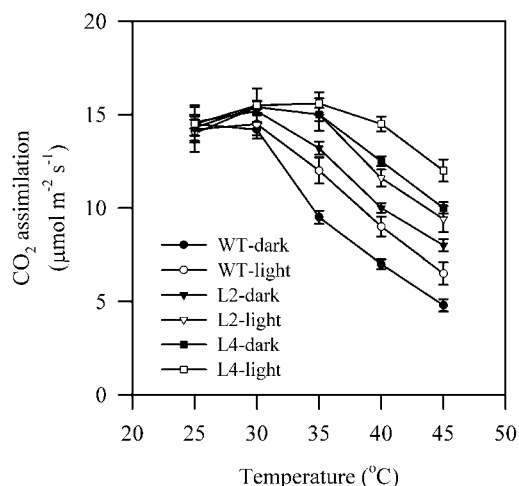 20
15
10
5
0
CO₂ assimilation
(μmol m⁻² s⁻¹)
WT-dark
WT-light
L2-dark
L2-light
L4-dark
L4-light
20 25 30 35 40 45 50
Temperature (°C)